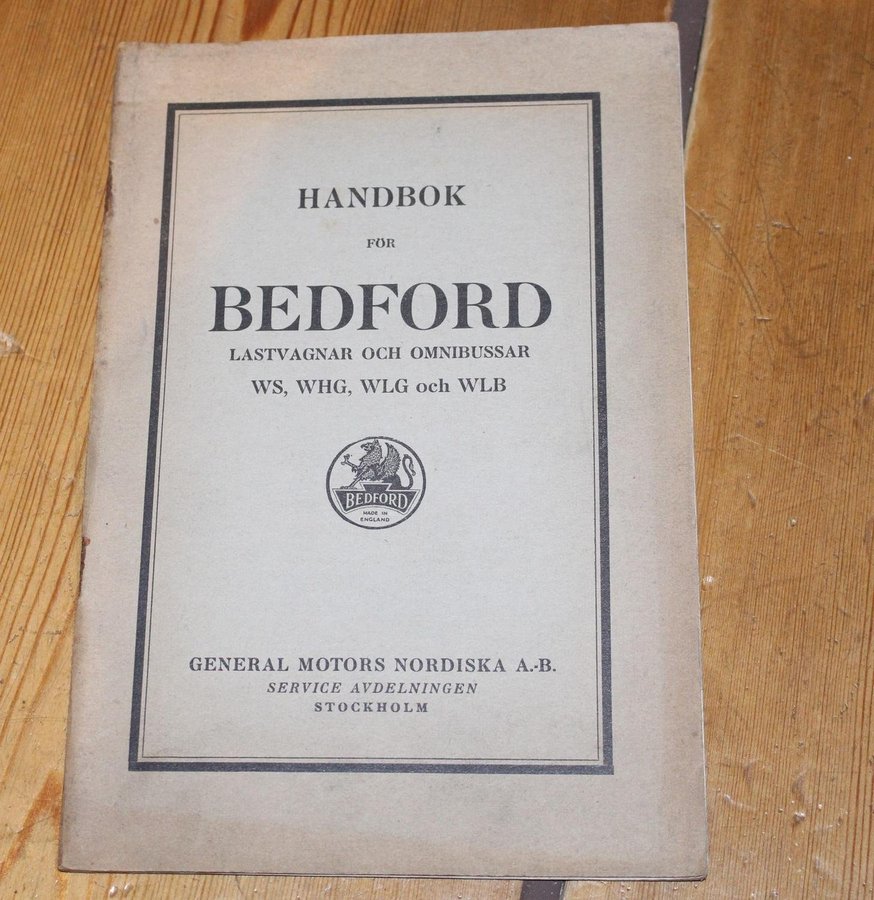 HANDBOK
FÖR
BEDFORD
LASTVAGNAR OCH OMNIBUSSAR
WS, WHG, WLG och WLB
BEDFORD
MADE IN
ENGLAND
GENERAL MOTORS NORDISKA A.-B.
SERVICE AVDELNINGEN
STOCKHOLM